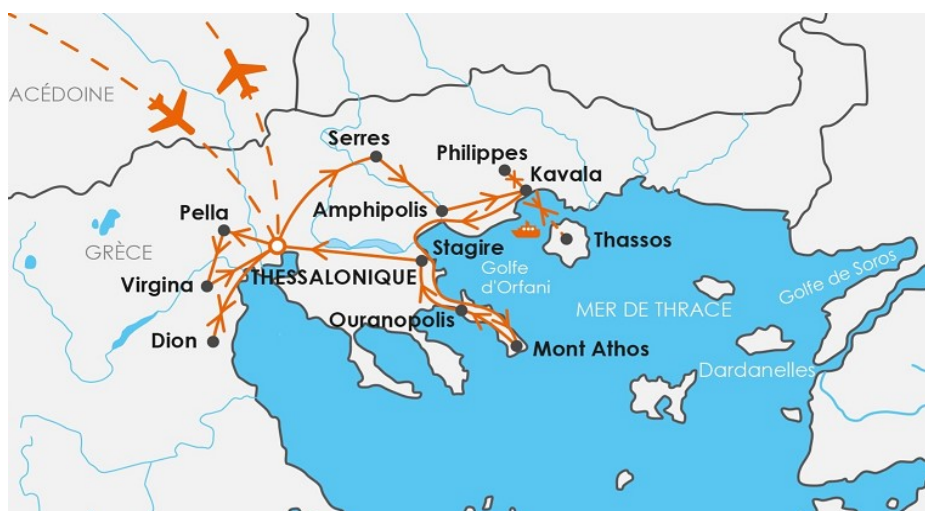 ACÉDOINE
Serres
Philippes
Kavala
Pella
Amphipolis
GRÈCE
Stagire
Thassos
Virgina
THESSALONIQUE
Golfe
d'Orfani
Golfe de Soros
MER DE THRACE
Ouranopolis
Dion
Mont Athos
Dardanelles